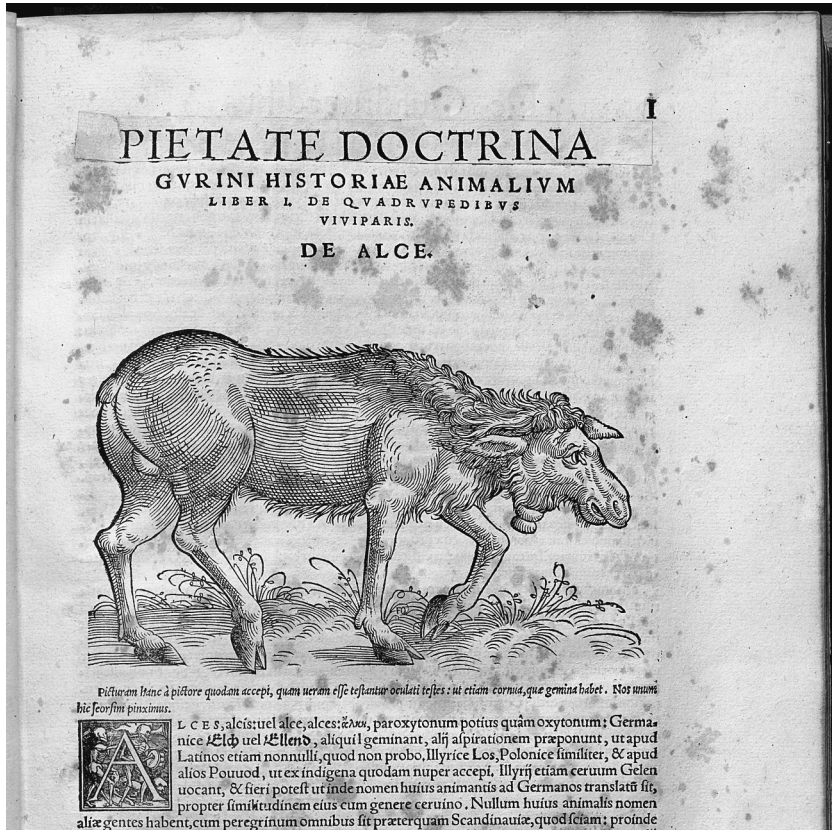 I
PIETATE DOCTRINA
GVRINI HISTORIAE ANIMALIVM
LIBER I. DE QVADRVPEDIBVS
VIVIPARIS.
DE ALCE.
Picturam hanc à pictore quodam accepi, quam ueram esse testantur oculati testes: ut etiam cornua, quæ gemina habet. Nos unum
hic seorsim pinximus.
A LCES, alcis: uel alce, alces: ἄλκη, paroxytonum potius quàm oxytonum: Germa-
nice Elch uel Ellend, aliqui l geminant, alij aspirationem præponunt, ut apud
Latinos etiam nonnulli, quod non probo, Illyrice Los, Polonice similiter, & apud
alios Pouuod, ut ex indigena quodam nuper accepi. Illyrij etiam ceruum Gelen
uocant, & fieri potest ut inde nomen huius animantis ad Germanos translatū sit,
propter similitudinem eius cum genere ceruino. Nullum huius animalis nomen
aliæ gentes habent, cum peregrinum omnibus sit præterquam Scandinauiæ, quod sciam: proinde